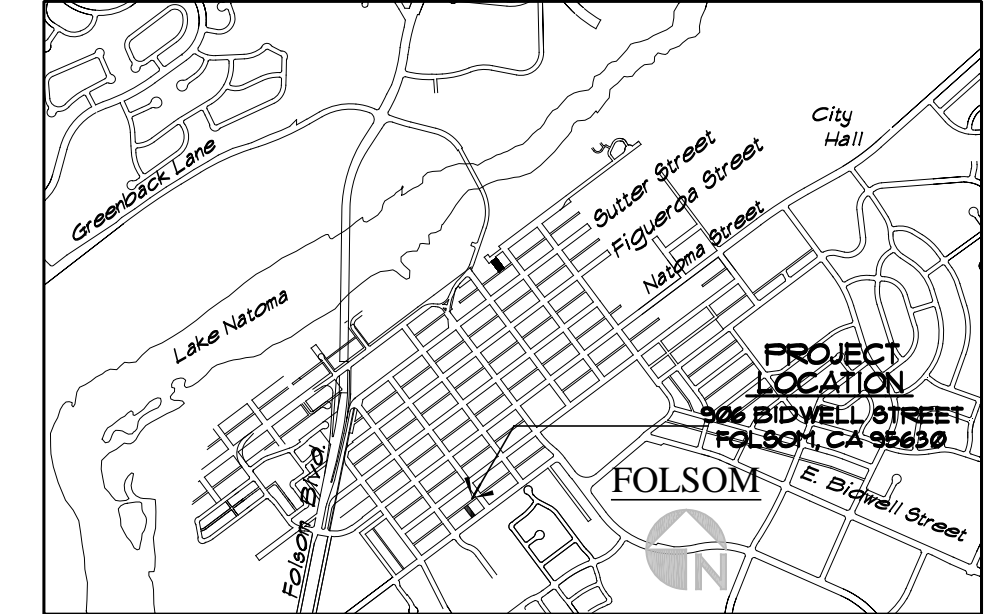 City
Hall
Greenback Lane
Sutter Street
Figueroa Street
Natoma Street
Lake Natoma
PROJECT
LOCATION
906 BIDWELL STREET
FOLSOM, CA 95630
Folsom Blvd.
FOLSOM
E. Bidwell Street
N